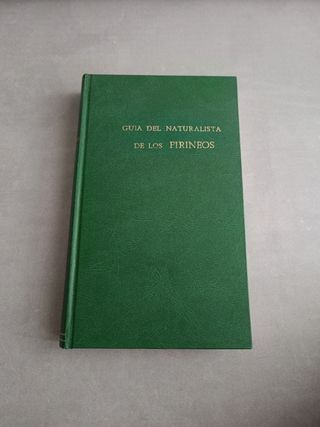 GUIA DEL NATURALISTA
DE LOS PIRINEOS